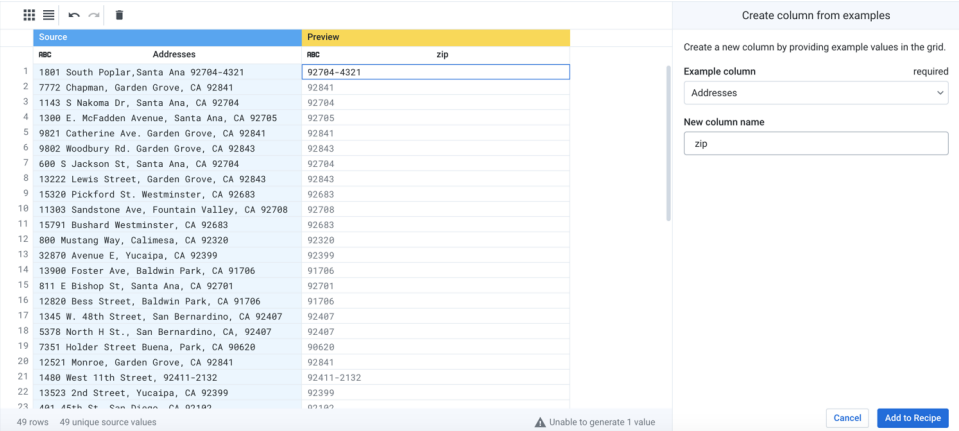 Create column from examples
Source Preview
ABC Addresses ABC zip
1 1801 South Poplar,Santa Ana 92704-4321 92704-4321
2 7772 Chapman, Garden Grove, CA 92841 92841
3 1143 S Nakoma Dr, Santa Ana, CA 92704 92704
4 1300 E. McFadden Avenue, Santa Ana, CA 92705 92705
5 9821 Catherine Ave. Garden Grove, CA 92841 92841
6 9802 Woodbury Rd. Garden Grove, CA 92843 92843
7 600 S Jackson St, Santa Ana, CA 92704 92704
8 13222 Lewis Street, Garden Grove, CA 92843 92843
9 15320 Pickford St. Westminster, CA 92683 92683
10 11303 Sandstone Ave, Fountain Valley, CA 92708 92708
11 15791 Bushard Westminster, CA 92683 92683
12 800 Mustang Way, Calimesa, CA 92320 92320
13 32870 Avenue E, Yucaipa, CA 92399 92399
14 13900 Foster Ave, Baldwin Park, CA 91706 91706
15 811 E Bishop St, Santa Ana, CA 92701 92701
16 12820 Bess Street, Baldwin Park, CA 91706 91706
17 1345 W. 48th Street, San Bernardino, CA 92407 92407
18 5378 North H St., San Bernardino, CA, 92407 92407
19 7351 Holder Street Buena, Park, CA 90620 90620
20 12521 Monroe, Garden Grove, CA 92841 92841
21 1480 West 11th Street, 92411-2132 92411-2132
22 13523 2nd Street, Yucaipa, CA 92399 92399
23 401 45th St. San Diego, CA 92102 92102
49 rows 49 unique source values Unable to generate 1 value
Create a new column by providing example values in the grid.
Example column required
Addresses
New column name
zip
Cancel Add to Recipe